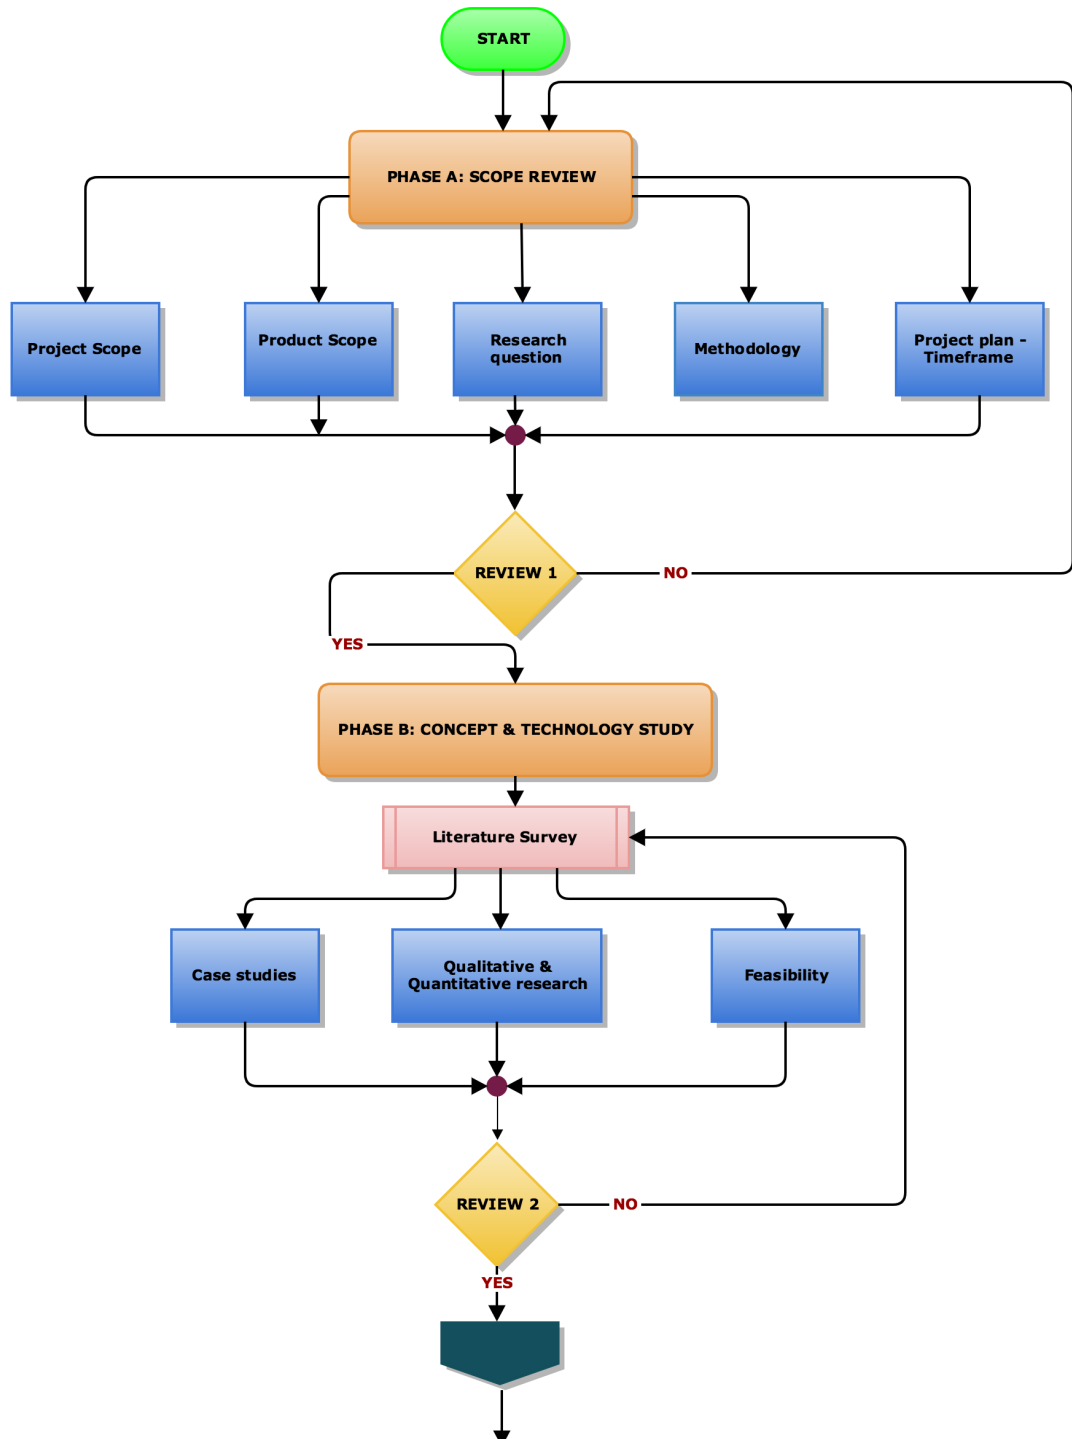 START
PHASE A: SCOPE REVIEW
Project Scope
Product Scope
Research
question
Methodology
Project plan -
Timeframe
REVIEW 1
NO
YES
PHASE B: CONCEPT & TECHNOLOGY STUDY
Literature Survey
Case studies
Qualitative &
Quantitative research
Feasibility
REVIEW 2
NO
YES